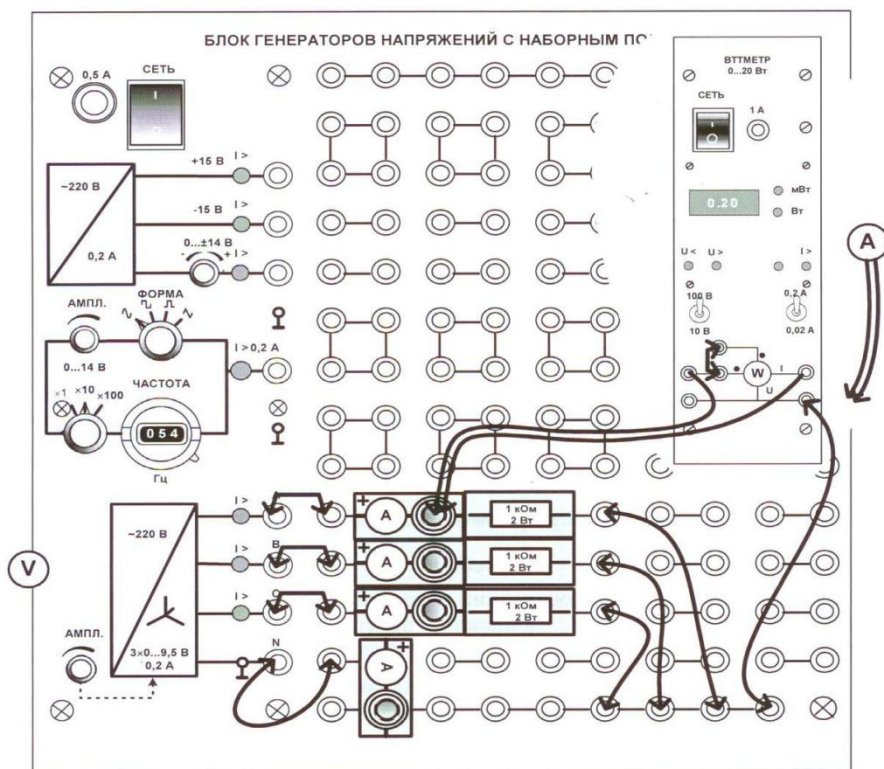 БЛОК ГЕНЕРАТОРОВ НАПРЯЖЕНИЙ С НАБОРНЫМ ПО
0,5 А
СЕТЬ
I
ВТТМЕТР
0...20 Вт
СЕТЬ
I
O
1 А
+15 В
I >
~220 В
-15 В
I >
0,2 А
0...±14 В
-
+
I >
0.20
мВт
Вт
А
U <
U >
I >
100 В
10 В
0,2 А
0,02 А
АМПЛ.
ФОРМА
0...14 В
I > 0,2 А
×1
×10
×100
ЧАСТОТА
054
Гц
W
I
U
I >
+
А
1 кОм
2 Вт
~220 В
I >
В
+
А
1 кОм
2 Вт
V
I >
С
+
А
1 кОм
2 Вт
АМПЛ.
3×0...9,5 В
0,2 А
N
+
А